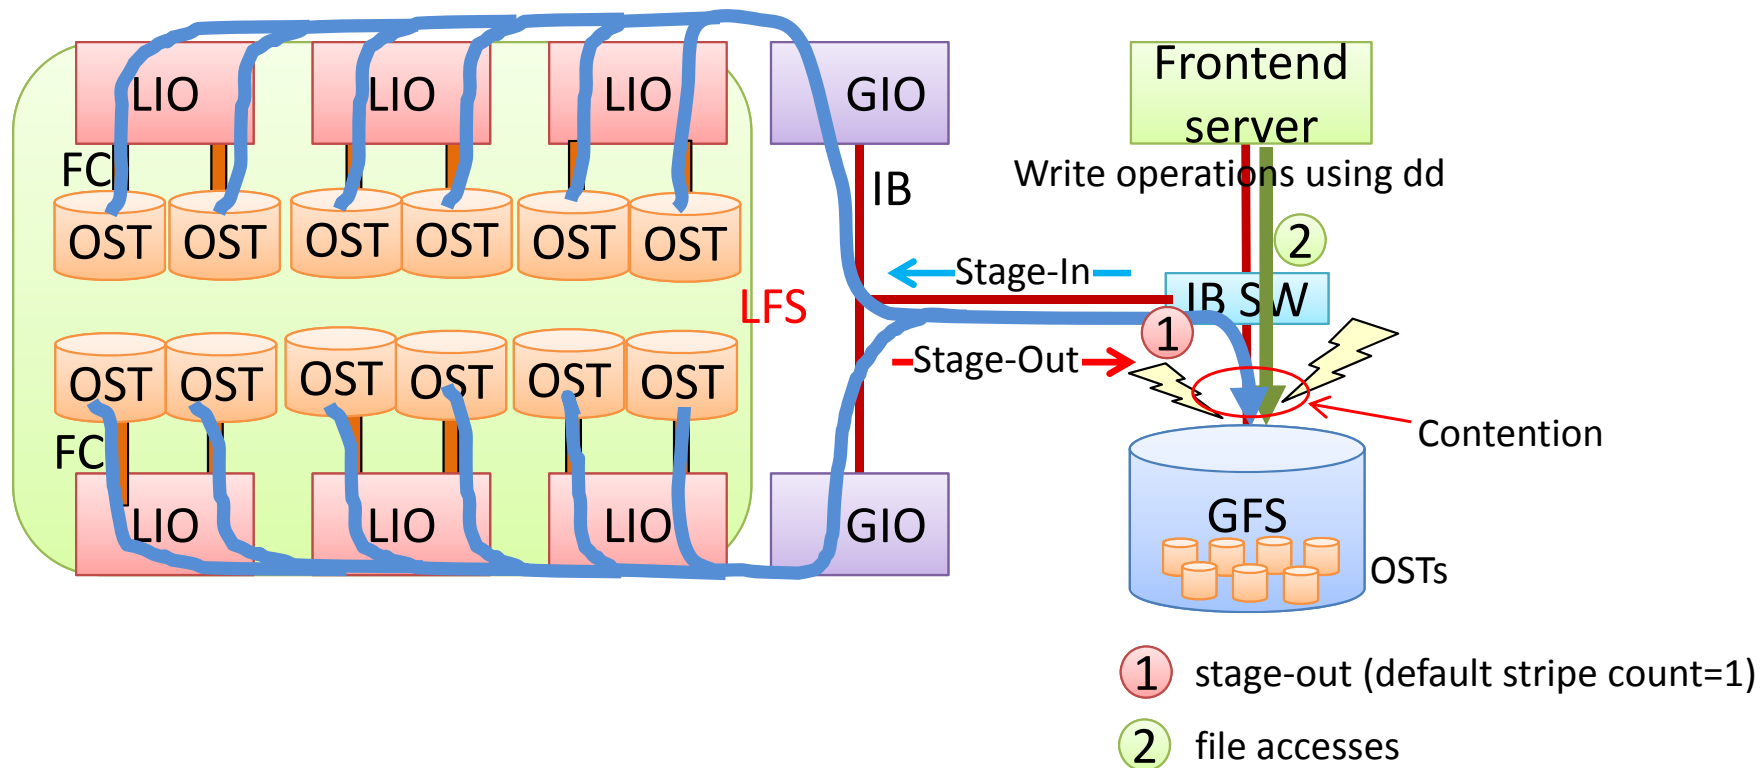 LIO
LIO
LIO
GIO
Frontend
server
FC
IB
Write operations using dd
OST
OST
OST
OST
OST
OST
2
Stage-In
LFS
IB SW
1
Stage-Out
OST
OST
OST
OST
OST
OST
Contention
FC
LIO
LIO
LIO
GIO
GFS
OSTs
1 stage-out (default stripe count=1)
2 file accesses